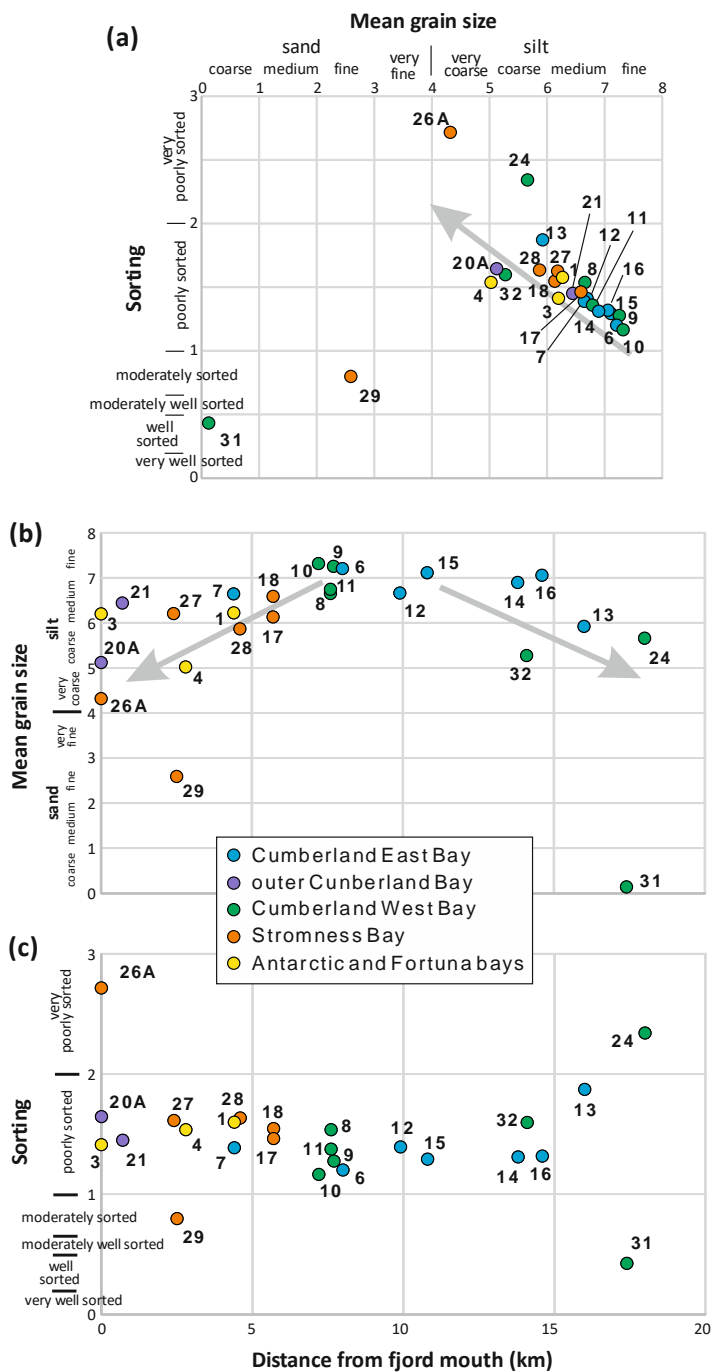 Mean grain size
(a)
sand silt
coarse medium fine very fine very coarse coarse medium fine
0 1 2 3 4 5 6 7 8
3
2
1
0
Sorting
very poorly sorted
poorly sorted
moderately sorted
moderately well sorted
well sorted
very well sorted
26A
24
21
11
13
12
28 27 1 8 16
20A
4 32 18 3
15
9
17 14 6 10
7
29
31
(b)
8
7
6
5
4
3
2
1
0
Mean grain size
silt
fine
medium
coarse
very coarse
sand
very fine
fine
medium
coarse
9
10 6 15
21 7 18 11 14 16
3 27 1 8 12 13
20A 28 17 24
4 32
26A
29
31
Cumberland East Bay
outer Cunberland Bay
Cumberland West Bay
Stromness Bay
Antarctic and Fortuna bays
(c)
3
2
1
0
Sorting
very poorly sorted
poorly sorted
moderately sorted
moderately well sorted
well sorted
very well sorted
26A
24
20A 27 28 18 32 13
1 8 12
3 21 4 7 17 11 9 15 14 16
10 6
29
31
0 5 10 15 20
Distance from fjord mouth (km)